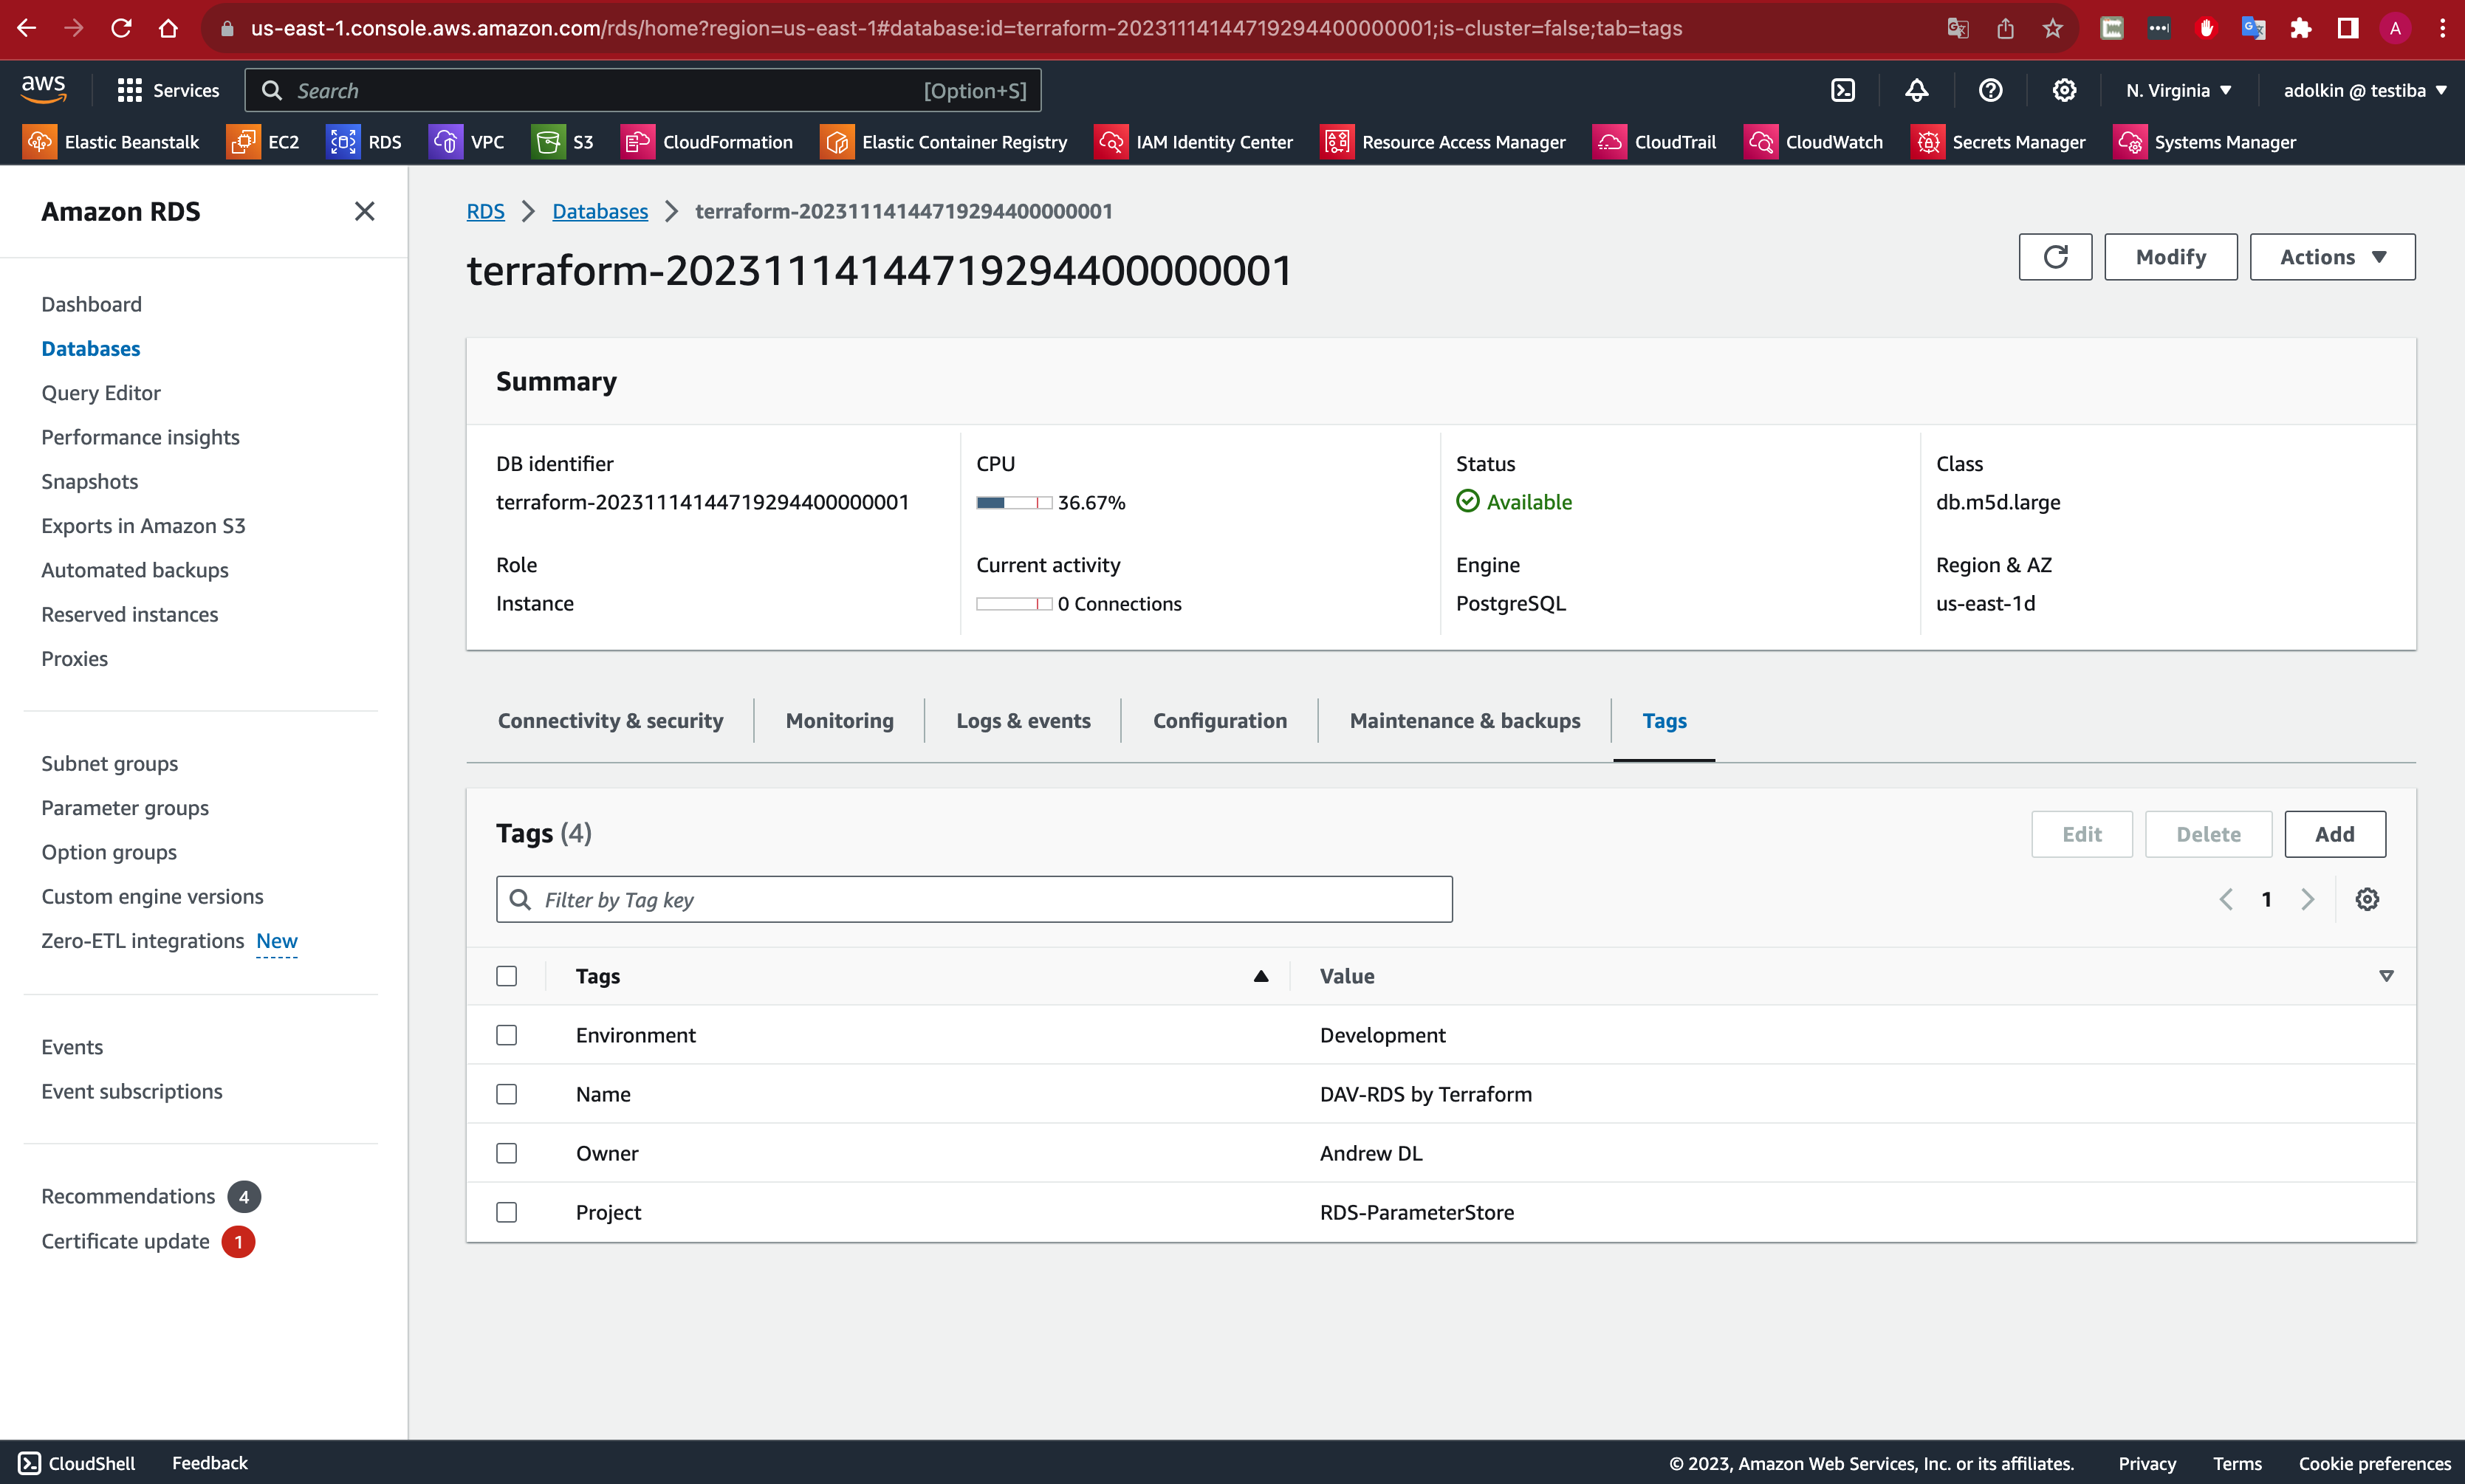 us-east-1.console.aws.amazon.com/rds/home?region=us-east-1#database:id=terraform-20231114144719294400000001;is-cluster=false;tab=tags
A
aws
Services
Search
[Option+S]
N. Virginia
adolkin @ testiba
Elastic Beanstalk
EC2
RDS
VPC
S3
CloudFormation
Elastic Container Registry
IAM Identity Center
Resource Access Manager
CloudTrail
CloudWatch
Secrets Manager
Systems Manager
Amazon RDS
Dashboard
Databases
Query Editor
Performance insights
Snapshots
Exports in Amazon S3
Automated backups
Reserved instances
Proxies
Subnet groups
Parameter groups
Option groups
Custom engine versions
Zero-ETL integrations New
Events
Event subscriptions
Recommendations 4
Certificate update 1
RDS > Databases > terraform-20231114144719294400000001
terraform-20231114144719294400000001
Modify
Actions
Summary
DB identifier
terraform-20231114144719294400000001
CPU
36.67%
Status
Available
Class
db.m5d.large
Role
Instance
Current activity
0 Connections
Engine
PostgreSQL
Region & AZ
us-east-1d
Connectivity & security
Monitoring
Logs & events
Configuration
Maintenance & backups
Tags
Tags (4)
Edit
Delete
Add
Filter by Tag key
1
Tags
Value
Environment
Development
Name
DAV-RDS by Terraform
Owner
Andrew DL
Project
RDS-ParameterStore
CloudShell
Feedback
© 2023, Amazon Web Services, Inc. or its affiliates.
Privacy
Terms
Cookie preferences